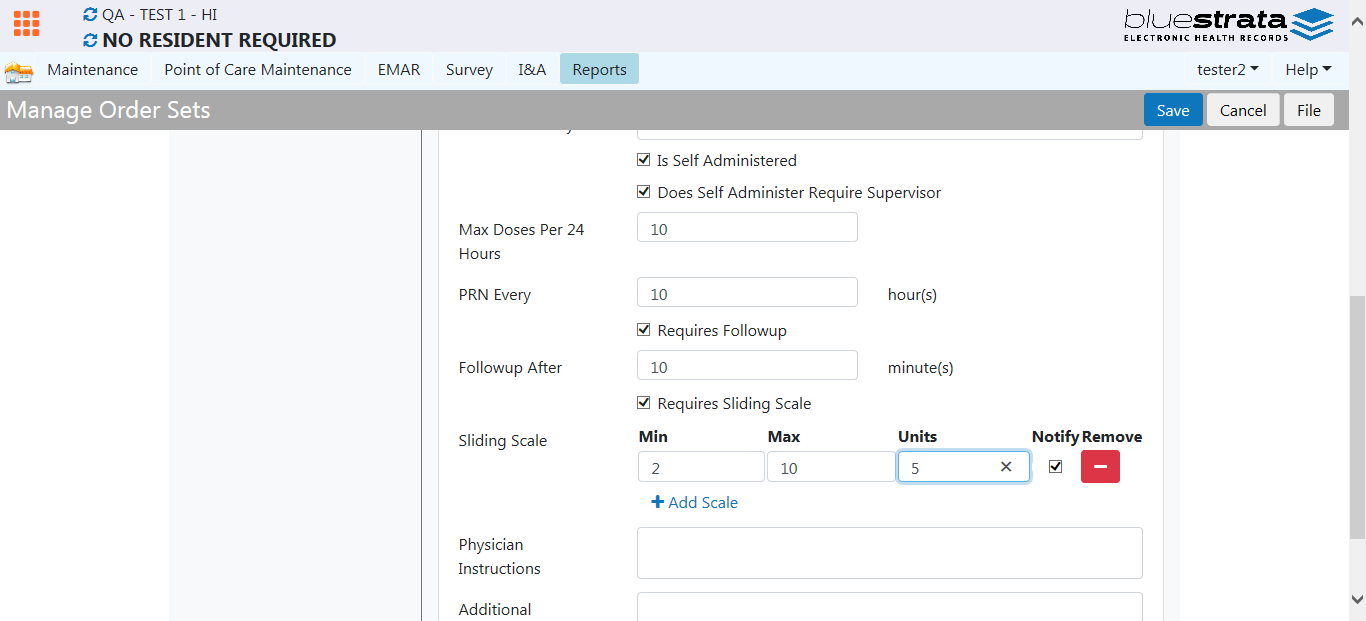 QA - TEST 1 - HI
NO RESIDENT REQUIRED
bluestrata
ELECTRONIC HEALTH RECORDS
Maintenance Point of Care Maintenance EMAR Survey I&A Reports tester2 Help
Manage Order Sets Save Cancel File
Is Self Administered
Does Self Administer Require Supervisor
Max Doses Per 24 10
Hours
PRN Every 10 hour(s)
Requires Followup
Followup After 10 minute(s)
Requires Sliding Scale
Sliding Scale Min Max Units Notify Remove
2 10 5
Add Scale
Physician
Instructions
Additional